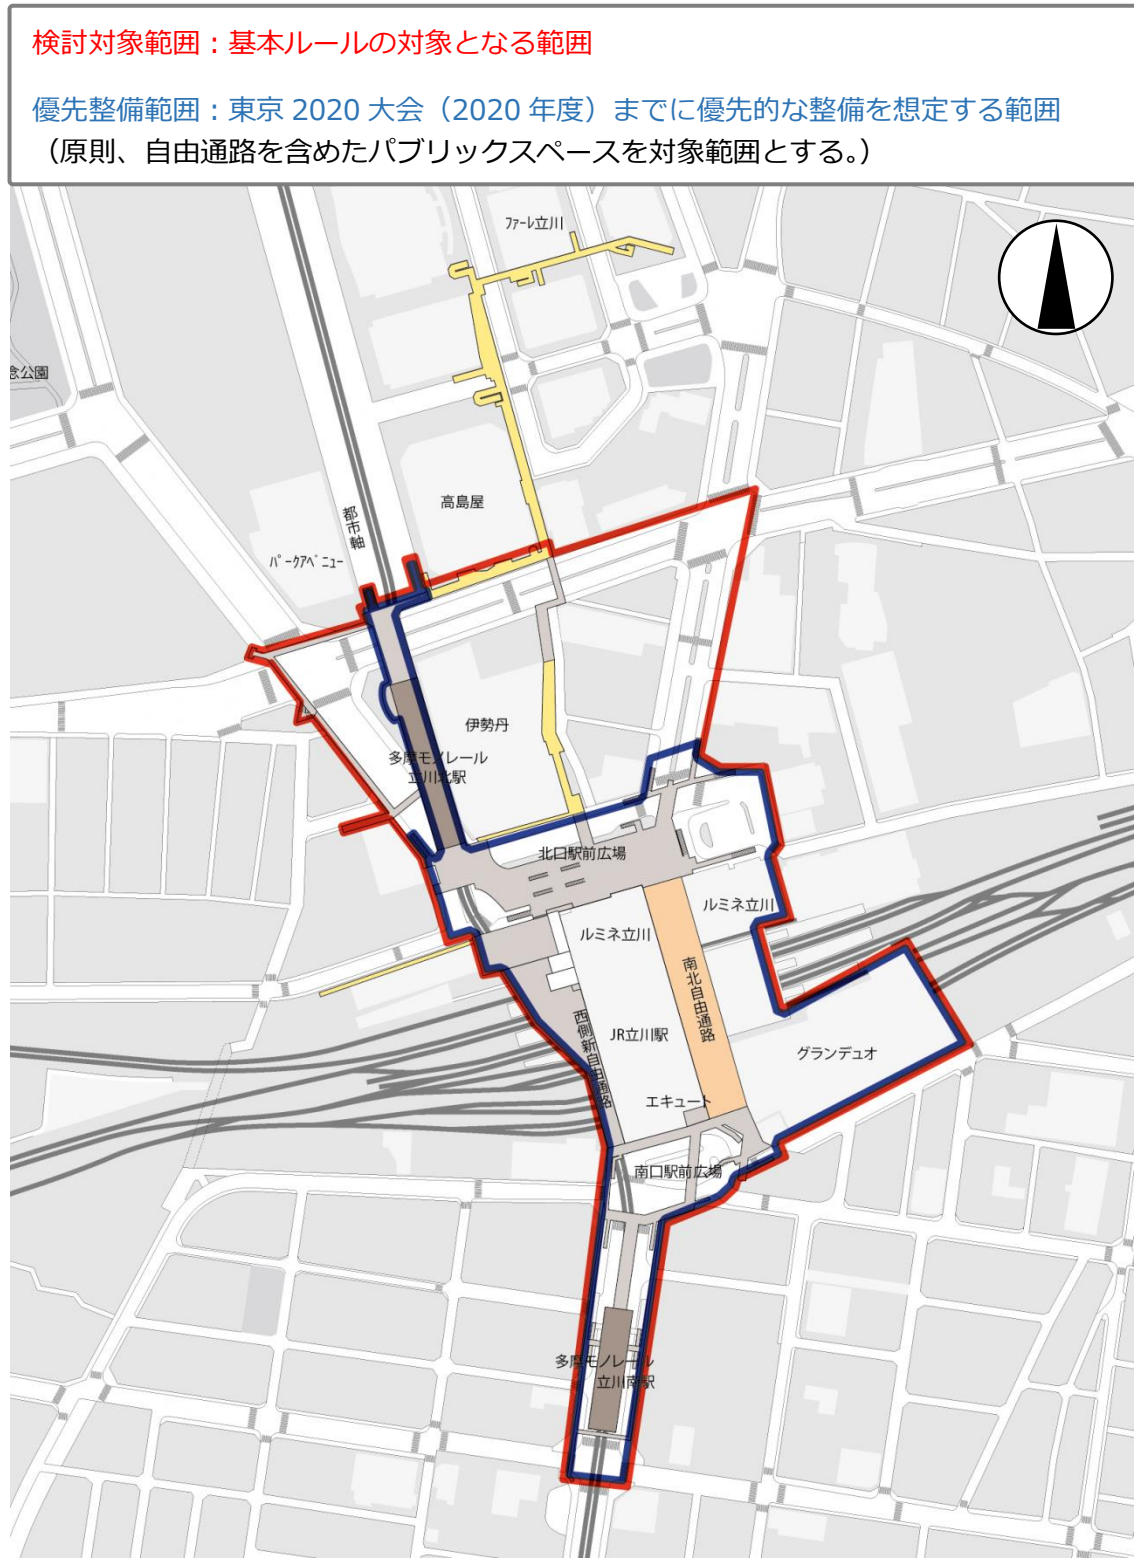 検討対象範囲：基本ルールの対象となる範囲
優先整備範囲：東京 2020 大会（2020 年度）までに優先的な整備を想定する範囲
（原則、自由通路を含めたパブリックスペースを対象範囲とする。）
ファーレ立川
念公園
高島屋
都市軸
パークアベニュー
伊勢丹
多摩モノレール
立川北駅
北口駅前広場
ルミネ立川
ルミネ立川
南北自由通路
西側新自由通路
JR立川駅
グランデュオ
エキュート
南口駅前広場
多摩モノレール
立川南駅